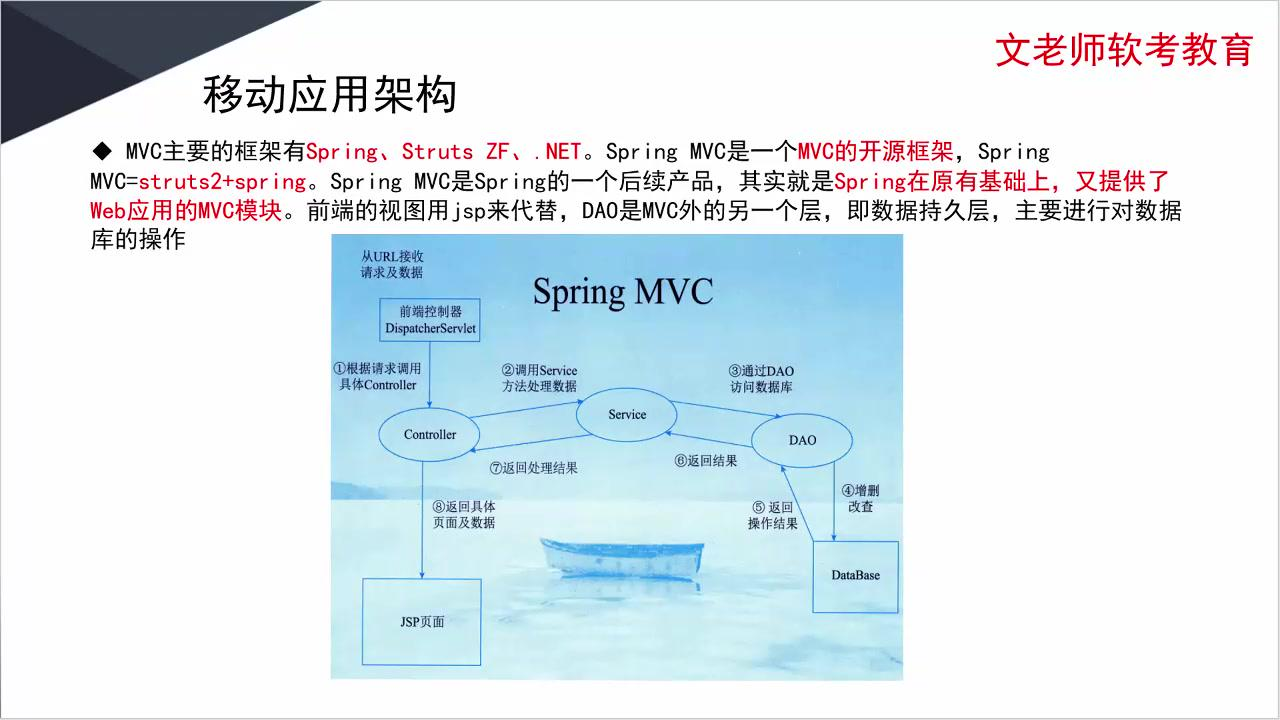 文老师软考教育
移动应用架构
◆ MVC主要的框架有Spring、Struts ZF、.NET。Spring MVC是一个MVC的开源框架，Spring
MVC=struts2+spring。Spring MVC是Spring的一个后续产品，其实就是Spring在原有基础上，又提供了
Web应用的MVC模块。前端的视图用jsp来代替，DAO是MVC外的另一个层，即数据持久层，主要进行对数据
库的操作
从URL接收
请求及数据
Spring MVC
前端控制器
DispatcherServlet
①根据请求调用
具体Controller
②调用Service
方法处理数据
③通过DAO
访问数据库
Service
Controller
DAO
⑦返回处理结果
⑥返回结果
④增删
改查
⑧返回具体
页面及数据
⑤ 返回
操作结果
DataBase
JSP页面